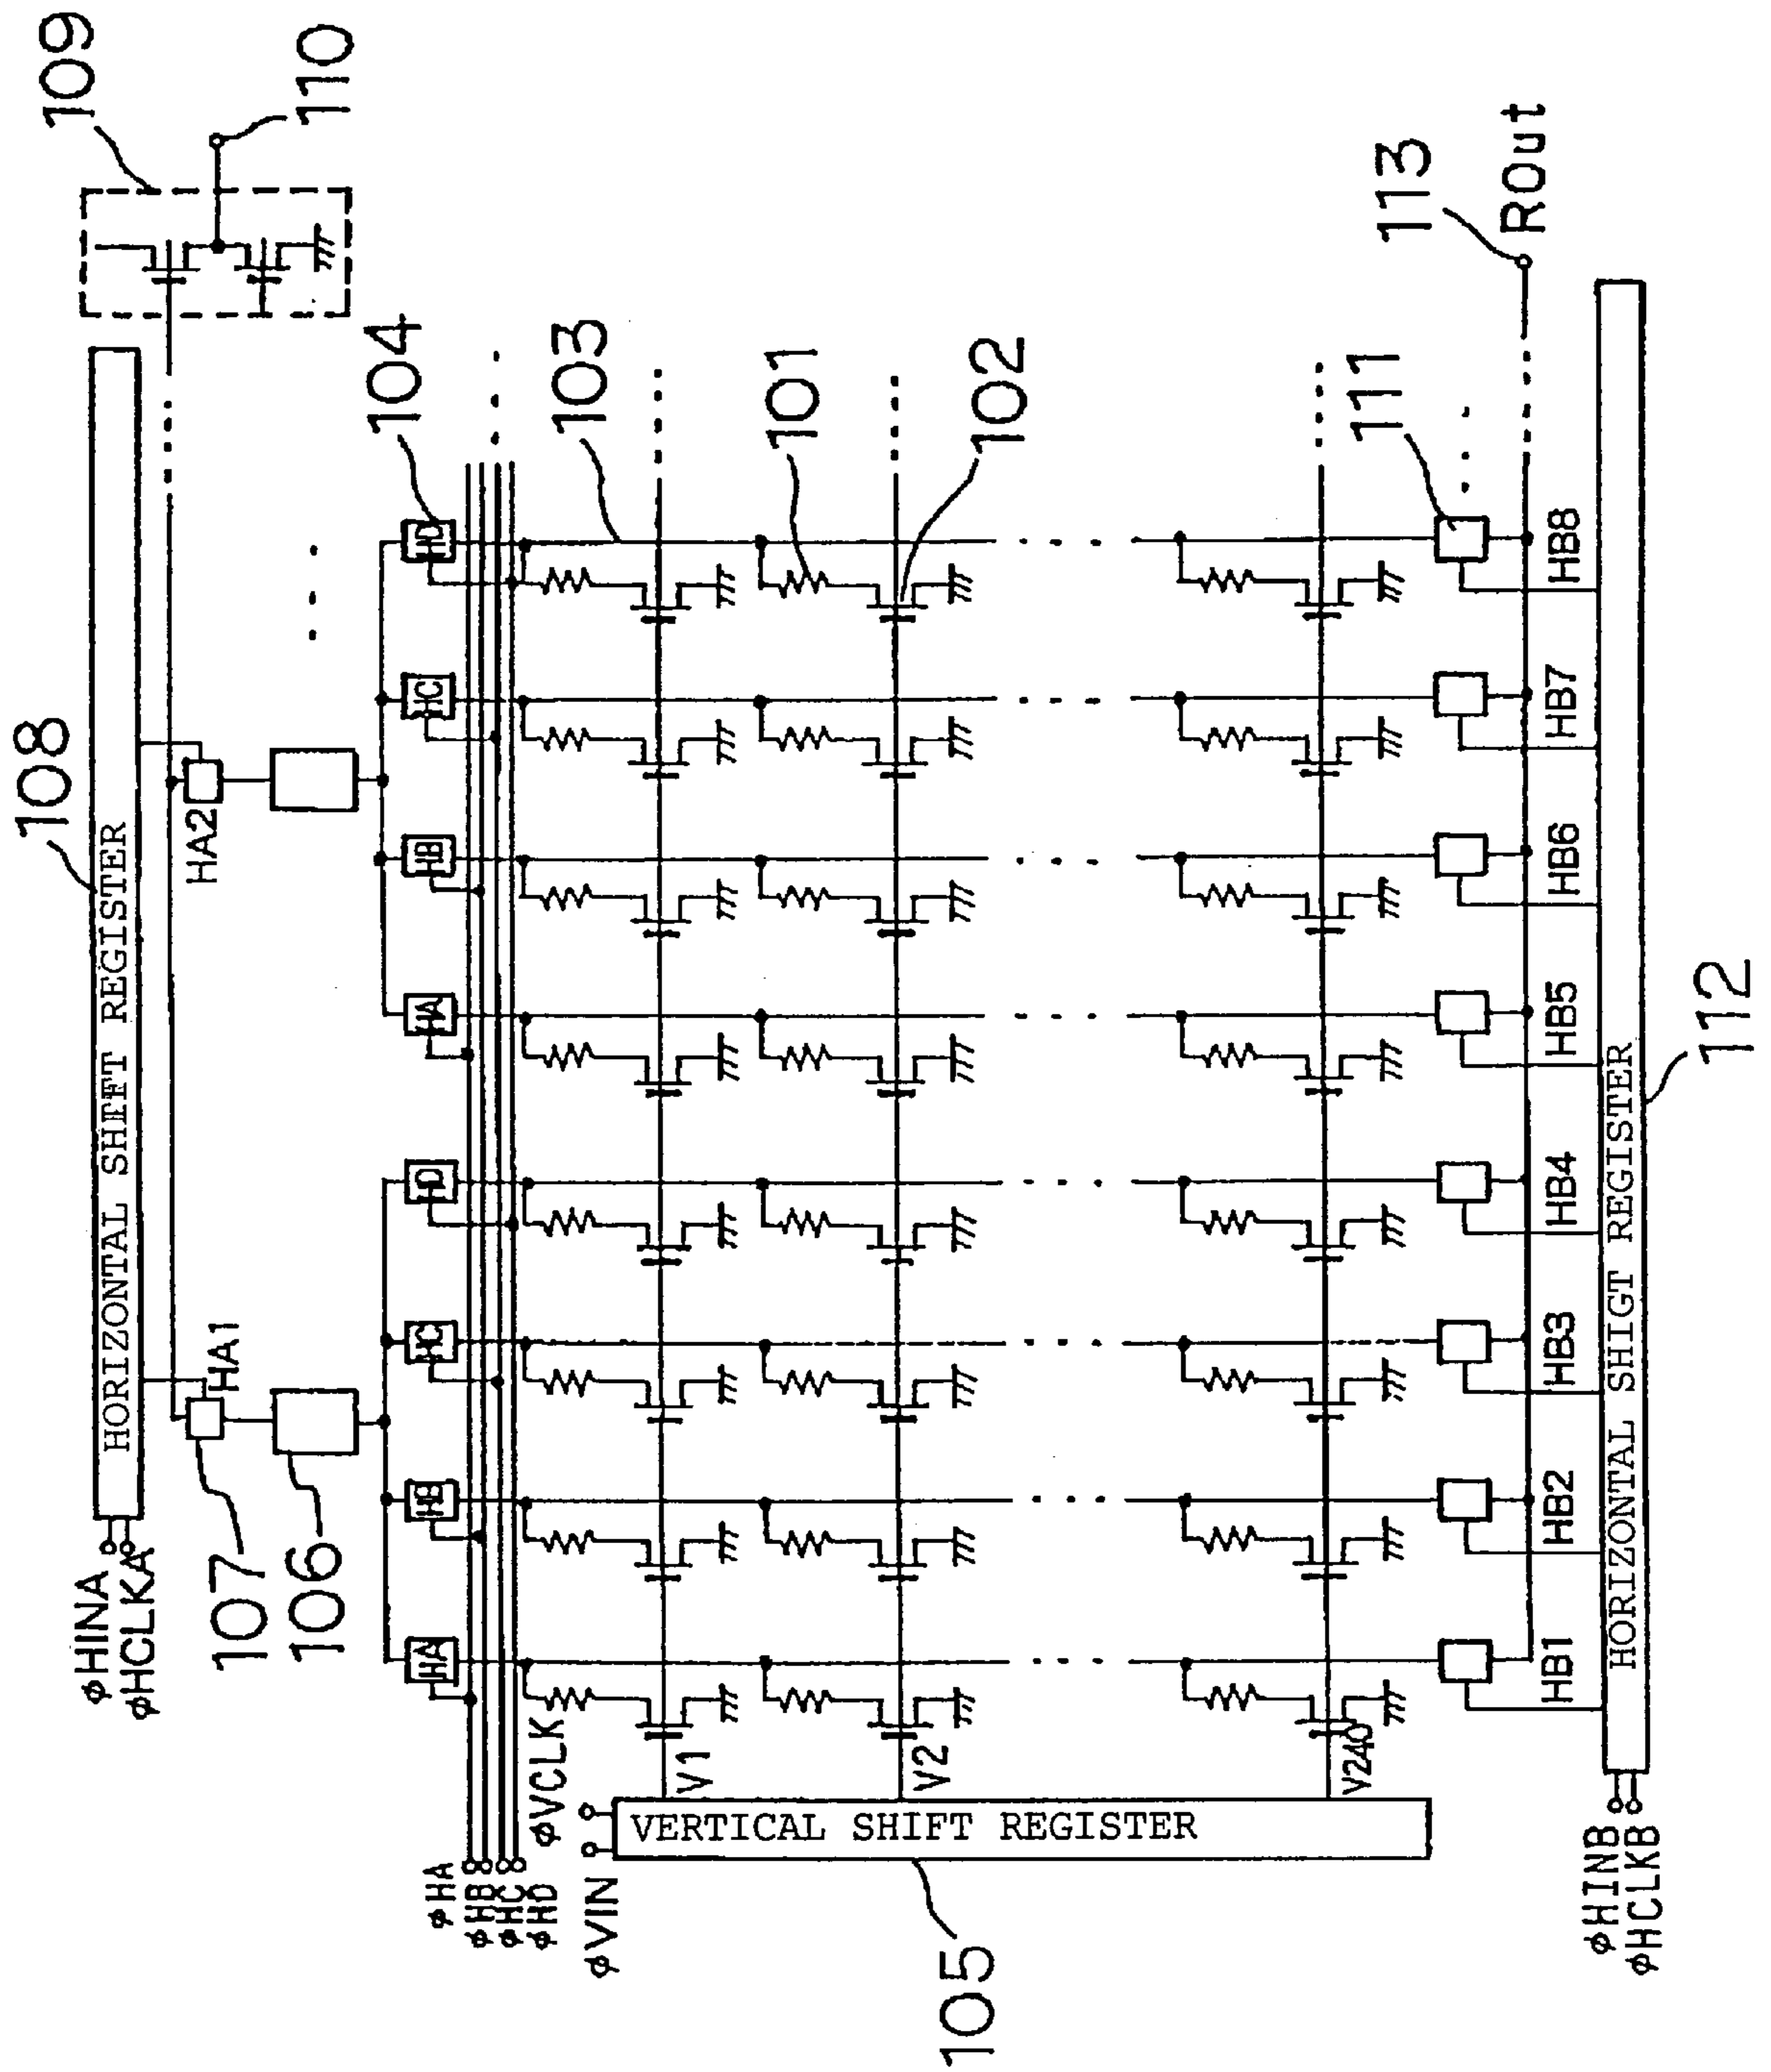 109
110
108
HORIZONTAL SHIFT REGISTER
φHINA
φHCLKA
HA1
HA2
107
106
104
HA
HB
HC
HD
HA
HB
HC
HD
φHA
φHB
φHC
φHD
103
φVCLK
φVIN
V1
101
V2
102
V240
VERTICAL SHIFT REGISTER
105
111
113
ROut
HB1
HB2
HB3
HB4
HB5
HB6
HB7
HB8
HORIZONTAL SHIGT REGISTER
φHINB
φHCLKB
112